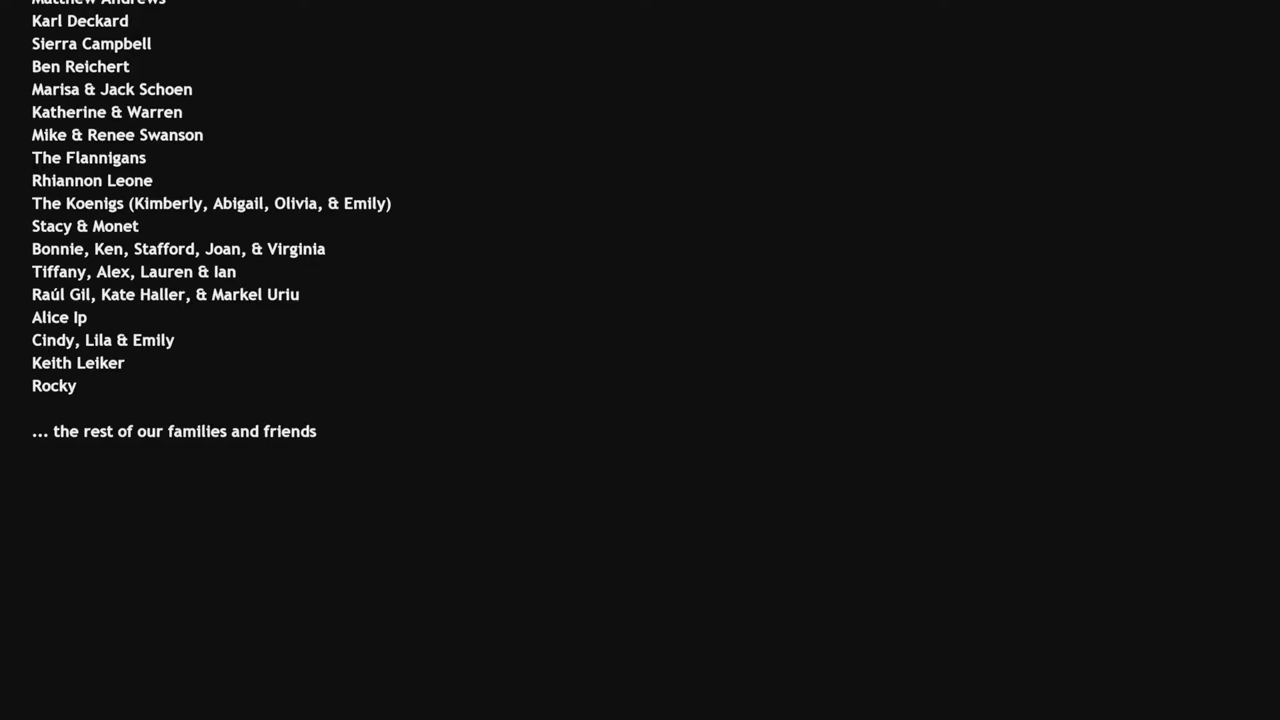 Matthew Andrews
Karl Deckard
Sierra Campbell
Ben Reichert
Marisa & Jack Schoen
Katherine & Warren
Mike & Renee Swanson
The Flannigans
Rhiannon Leone
The Koenigs (Kimberly, Abigail, Olivia, & Emily)
Stacy & Monet
Bonnie, Ken, Stafford, Joan, & Virginia
Tiffany, Alex, Lauren & Ian
Raúl Gil, Kate Haller, & Markel Uriu
Alice Ip
Cindy, Lila & Emily
Keith Leiker
Rocky
... the rest of our families and friends